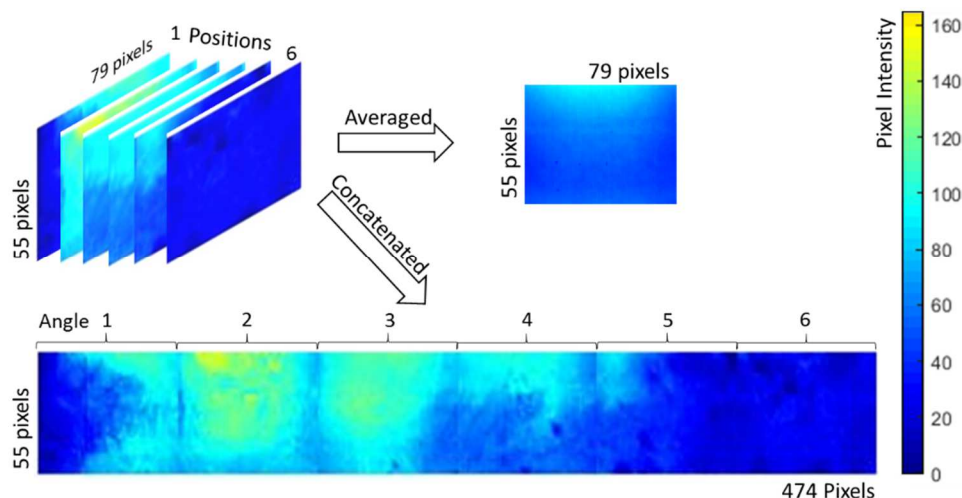 1 Positions 6
79 pixels
55 pixels
Averaged
Concatenated
79 pixels
55 pixels
Pixel Intensity
160
140
120
100
80
60
40
20
0
Angle 1 2 3 4 5 6
55 pixels
474 Pixels